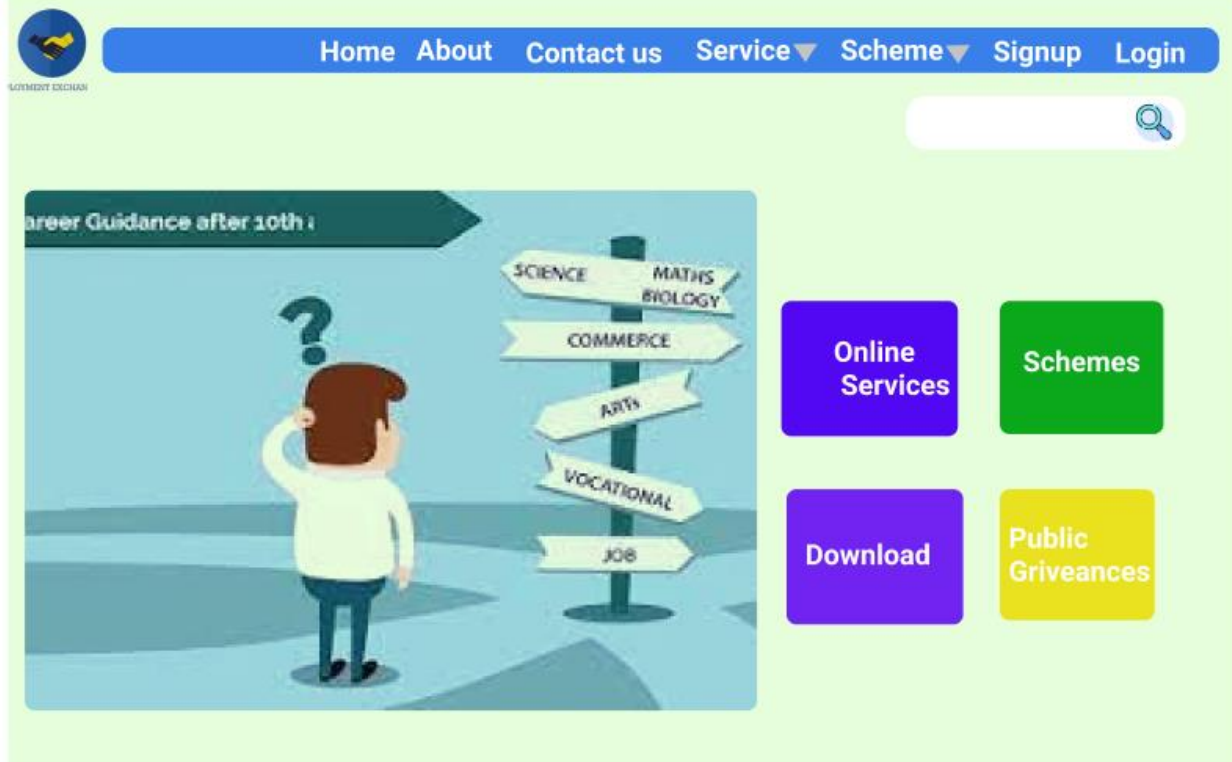 Home About Contact us Service Scheme Signup Login
LOYMENT EXCHAN
areer Guidance after 10th a
SCIENCE MATHS
BIOLOGY
COMMERCE
ARTs
VOCATIONAL
JOB
Online
Services
Schemes
Download
Public
Griveances